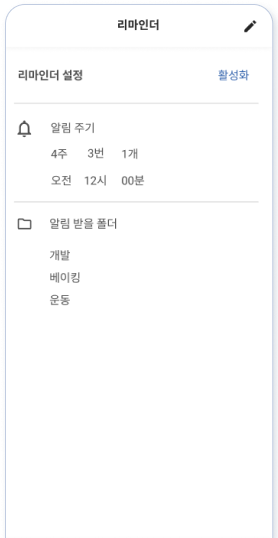 리마인더
리마인더 설정 활성화
알림 주기
4주 3번 1개
오전 12시 00분
알림 받을 폴더
개발
베이킹
운동